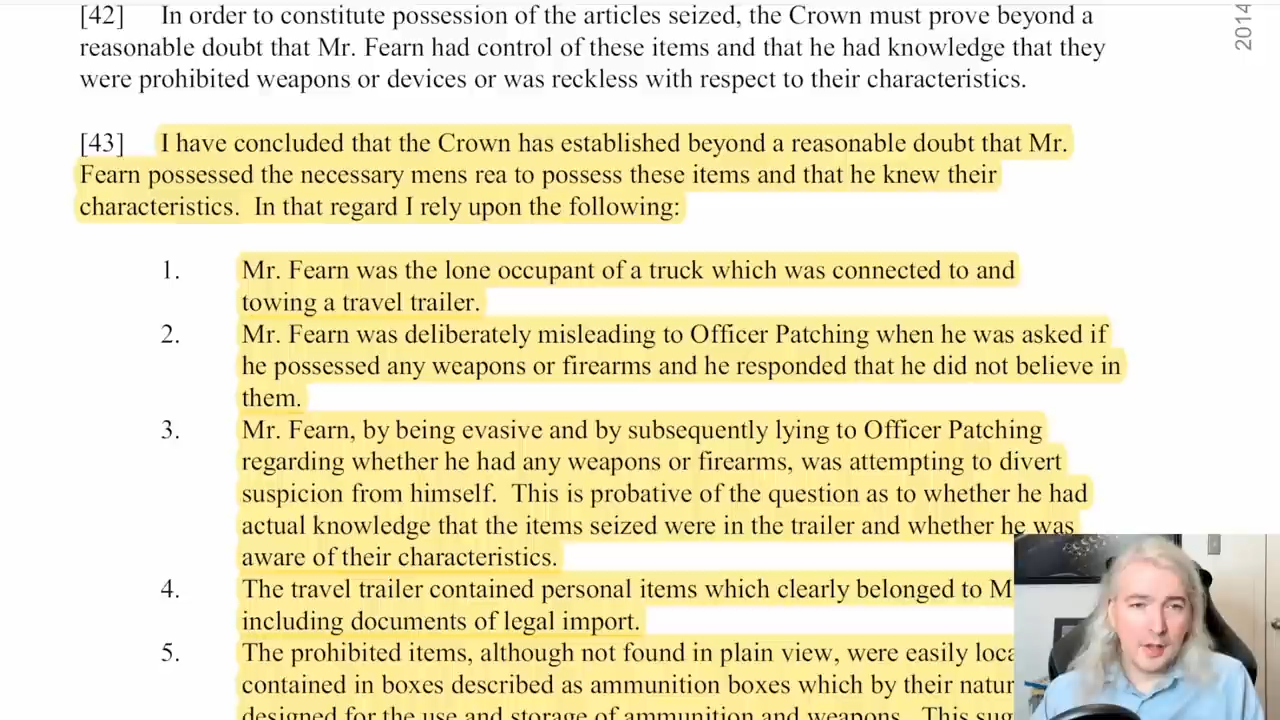 [42] In order to constitute possession of the articles seized, the Crown must prove beyond a
reasonable doubt that Mr. Fearn had control of these items and that he had knowledge that they
were prohibited weapons or devices or was reckless with respect to their characteristics.
2014
[43] I have concluded that the Crown has established beyond a reasonable doubt that Mr.
Fearn possessed the necessary mens rea to possess these items and that he knew their
characteristics. In that regard I rely upon the following:
1. Mr. Fearn was the lone occupant of a truck which was connected to and
towing a travel trailer.
2. Mr. Fearn was deliberately misleading to Officer Patching when he was asked if
he possessed any weapons or firearms and he responded that he did not believe in
them.
3. Mr. Fearn, by being evasive and by subsequently lying to Officer Patching
regarding whether he had any weapons or firearms, was attempting to divert
suspicion from himself. This is probative of the question as to whether he had
actual knowledge that the items seized were in the trailer and whether he was
aware of their characteristics.
4. The travel trailer contained personal items which clearly belonged to
including documents of legal import.
5. The prohibited items, although not found in plain view, were easily
contained in boxes described as ammunition boxes which by their
designed for the use and storage of ammunition and weapons. This